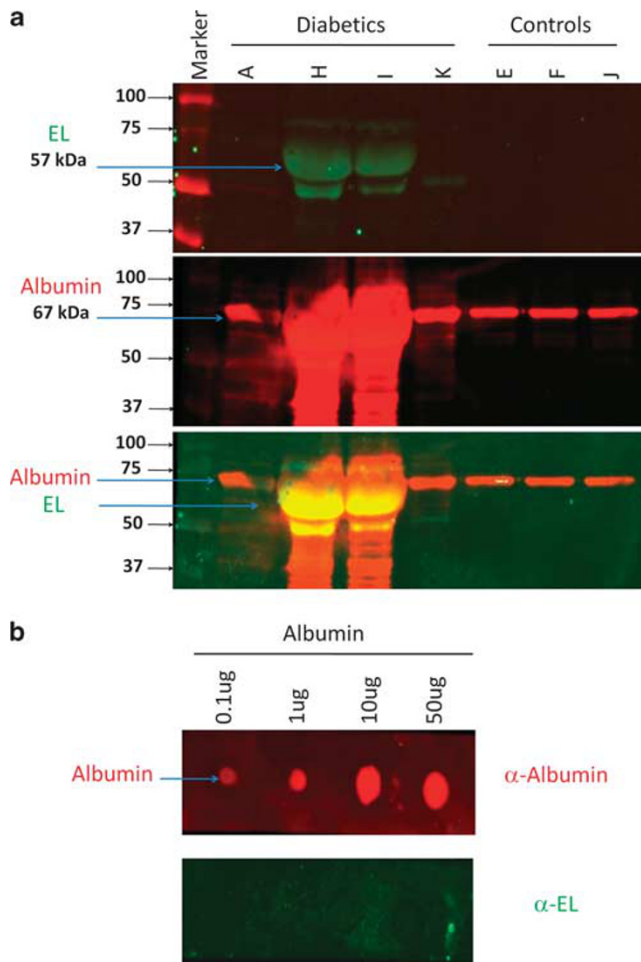 a
Diabetics Controls
Marker A H I K E F J
100
75
EL
57 kDa
50
37
100
Albumin
75
67 kDa
50
37
100
Albumin
75
EL
50
37
b
Albumin
0.1ug 1ug 10ug 50ug
Albumin
α-Albumin
α-EL